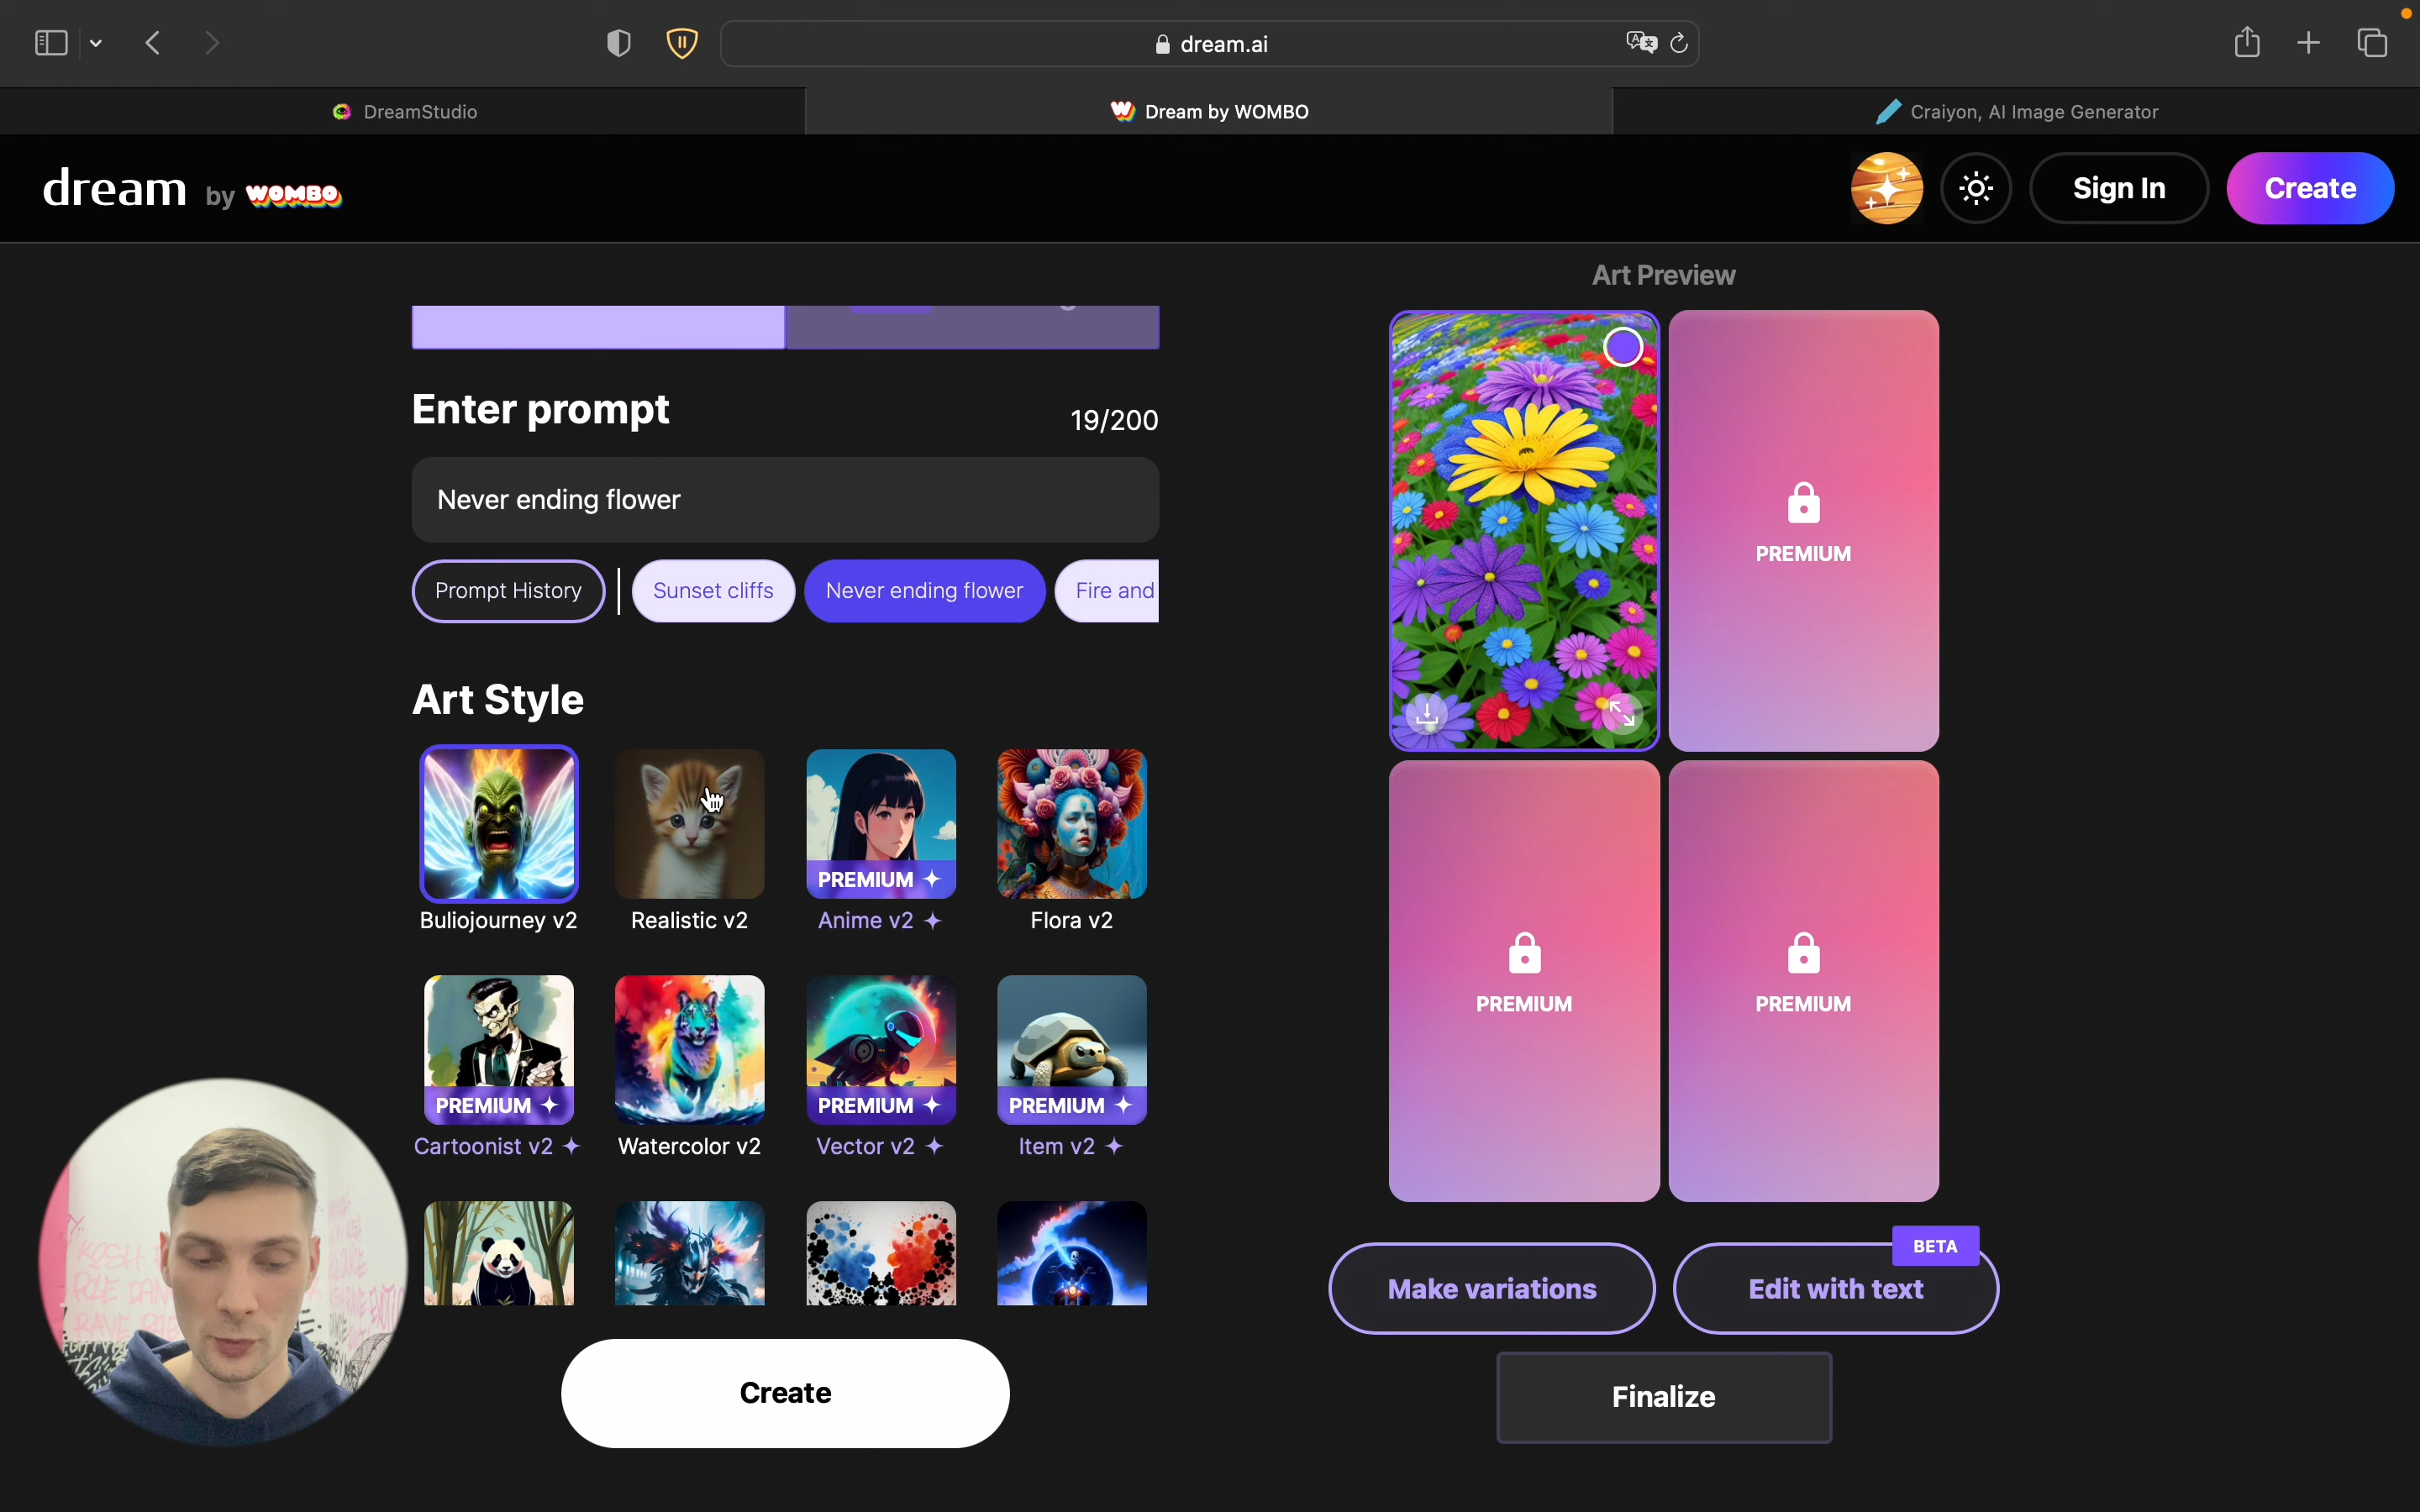 dream.ai
DreamStudio
Dream by WOMBO
Craiyon, AI Image Generator
dream by WOMBO
Sign In
Create
Art Preview
Enter prompt
19/200
Never ending flower
Prompt History
Sunset cliffs
Never ending flower
Fire and
Art Style
PREMIUM
Buliojourney v2
Realistic v2
Anime v2
Flora v2
PREMIUM
PREMIUM
PREMIUM
Cartoonist v2
Watercolor v2
Vector v2
Item v2
Create
PREMIUM
PREMIUM
PREMIUM
BETA
Make variations
Edit with text
Finalize